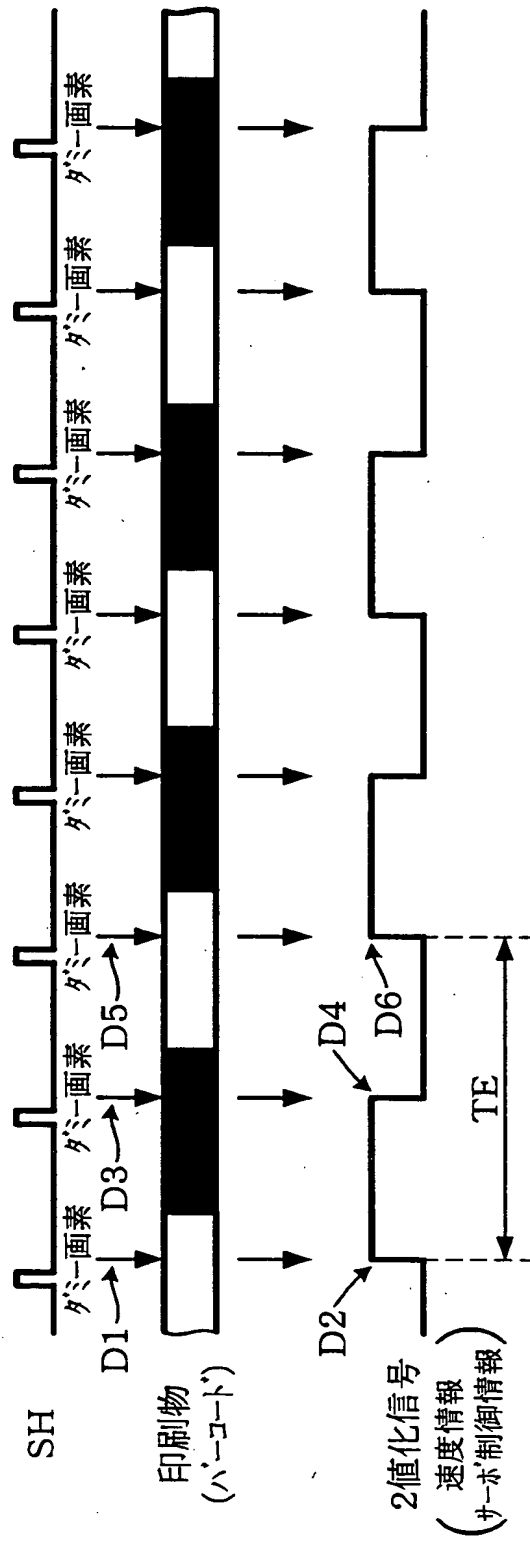 SH
ダミー画素 ダミー画素 ダミー画素 ダミー画素 ダミー画素 ダミー画素 ダミー画素 ダミー画素
D1 D3 D5
印刷物
(バーコード)
D2 D4 D6
2値化信号
速度情報
(サーボ制御情報)
TE